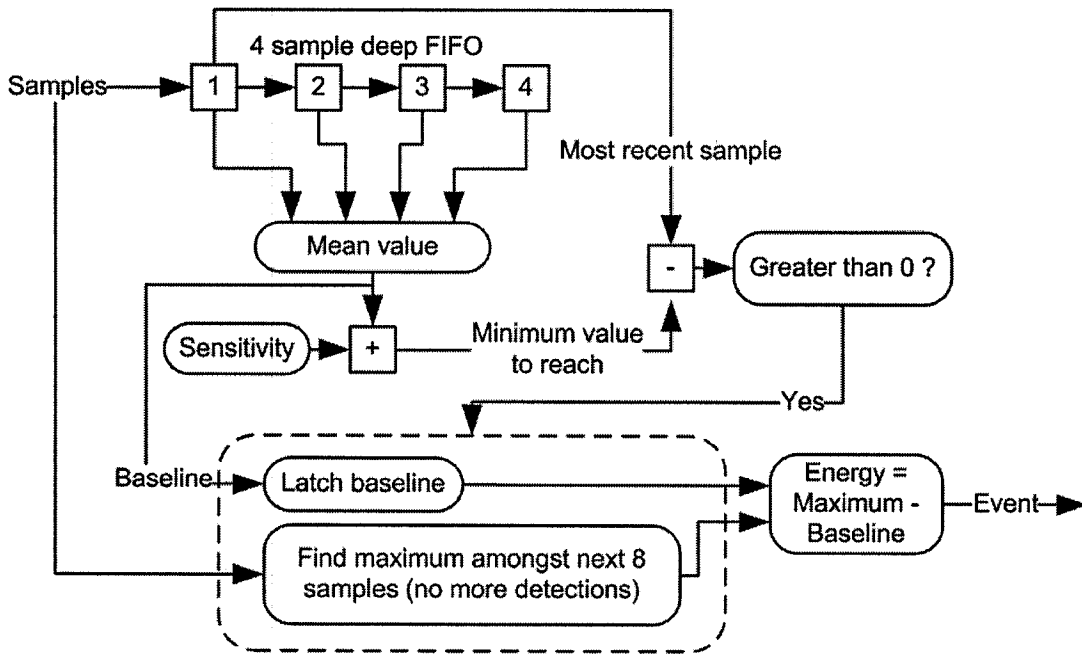 4 sample deep FIFO
Samples
1
2
3
4
Most recent sample
Mean value
-
Greater than 0 ?
Sensitivity
+
Minimum value
to reach
Yes
Baseline
Latch baseline
Energy =
Maximum -
Baseline
Event
Find maximum amongst next 8
samples (no more detections)